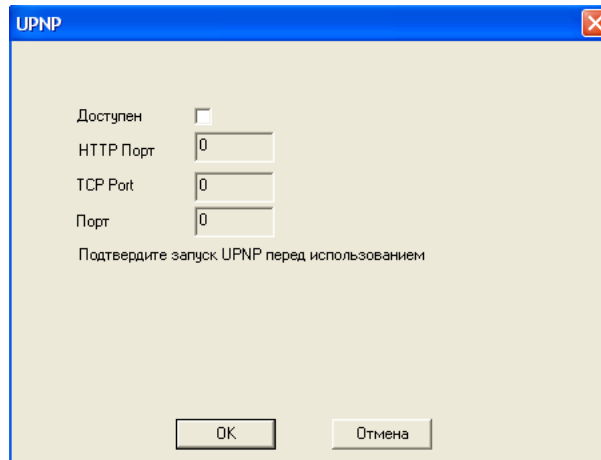 UPNP
Доступен
HTTP Порт 0
TCP Port 0
Порт 0
Подтвердите запуск UPNP перед использованием
OK Отмена